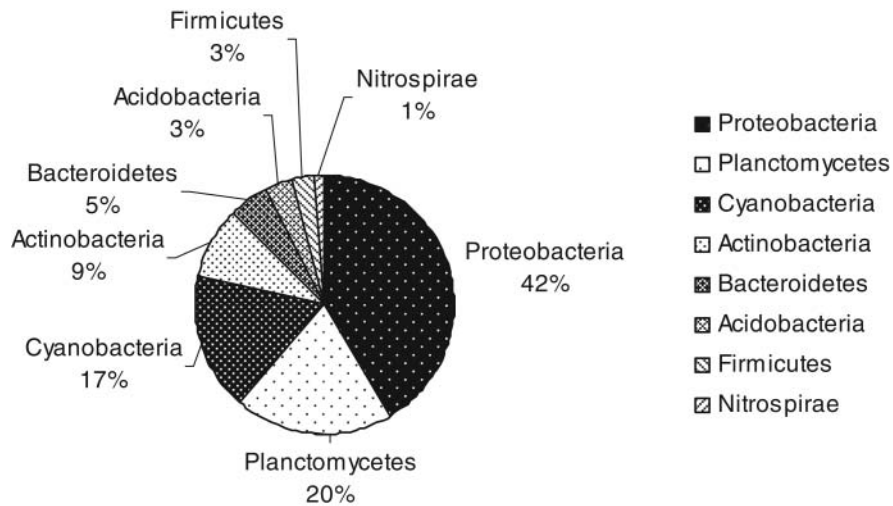 Firmicutes
3%
Nitrospirae
1%
Acidobacteria
3%
Bacteroidetes
5%
Actinobacteria
9%
Cyanobacteria
17%
Planctomycetes
20%
Proteobacteria
42%
Proteobacteria
Planctomycetes
Cyanobacteria
Actinobacteria
Bacteroidetes
Acidobacteria
Firmicutes
Nitrospirae